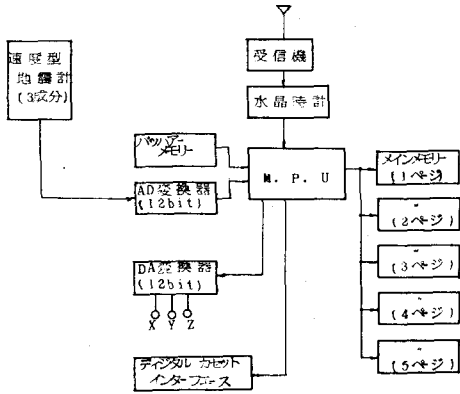 受信機
速度型
地震計
(3成分)
水晶時計
バッハァー
メモリー
M.P.U
メインメモリー
(1ページ)
AD変換器
(12bit)
〃
(2ページ)
DA変換器
(12bit)
〃
(3ページ)
X Y Z
〃
(4ページ)
ディジタル カセット
インターフェース
〃
(5ページ)